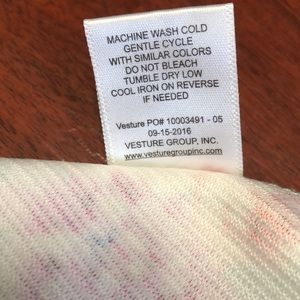 MACHINE WASH COLD
GENTLE CYCLE
WITH SIMILAR COLORS
DO NOT BLEACH
TUMBLE DRY LOW
COOL IRON ON REVERSE
IF NEEDED
Vesture PO# 10003491 - 05
09-15-2016
VESTURE GROUP, INC.
www.vesturegroupinc.com